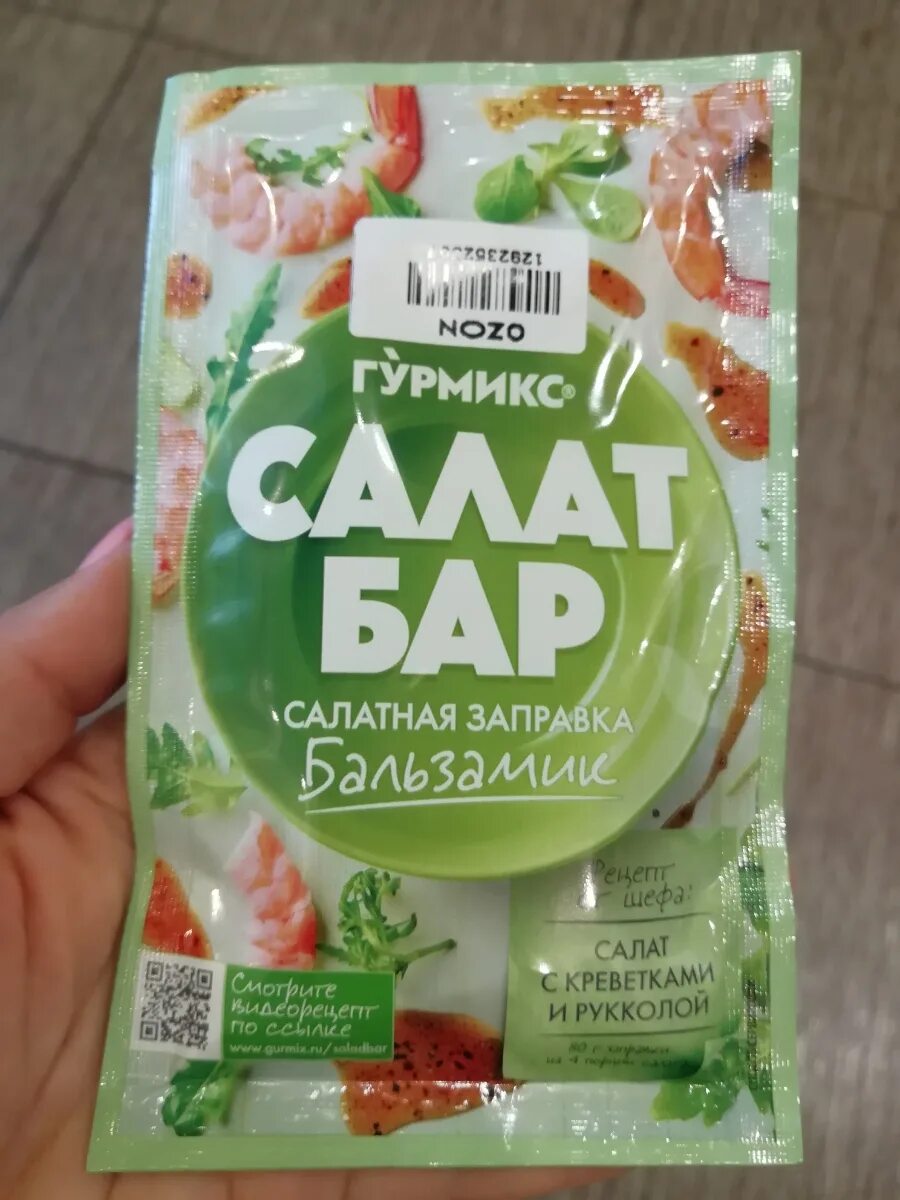 OZON
ГУРМИКС®
САЛАТ
БАР
САЛАТНАЯ ЗАПРАВКА
Бальзамик
Рецепт
от шефа:
САЛАТ
С КРЕВЕТКАМИ
И РУККОЛОЙ
Смотрите
видеорецепт
по ссылке
www.gurmix.ru/saladbar